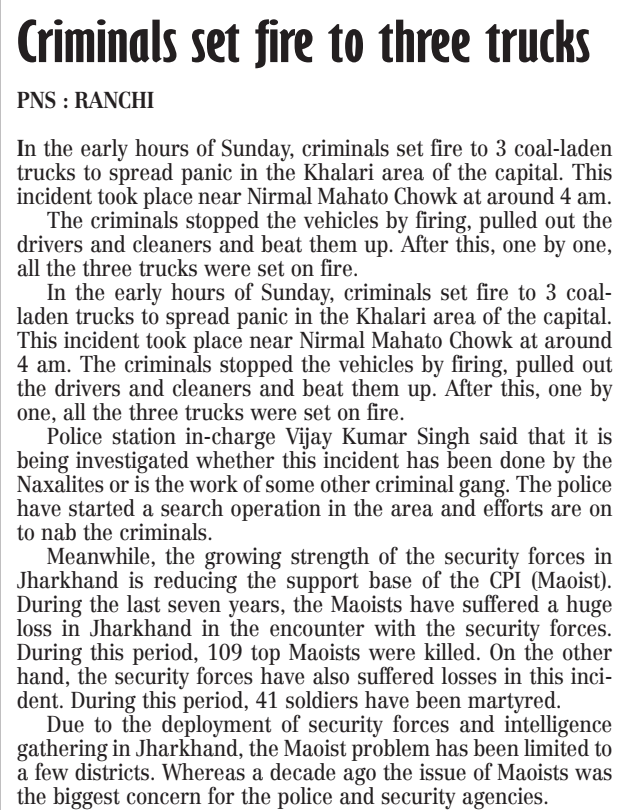 Criminals set fire to three trucks
PNS : RANCHI
In the early hours of Sunday, criminals set fire to 3 coal-laden
trucks to spread panic in the Khalari area of the capital. This
incident took place near Nirmal Mahato Chowk at around 4 am.
The criminals stopped the vehicles by firing, pulled out the
drivers and cleaners and beat them up. After this, one by one,
all the three trucks were set on fire.
In the early hours of Sunday, criminals set fire to 3 coal-
laden trucks to spread panic in the Khalari area of the capital.
This incident took place near Nirmal Mahato Chowk at around
4 am. The criminals stopped the vehicles by firing, pulled out
the drivers and cleaners and beat them up. After this, one by
one, all the three trucks were set on fire.
Police station in-charge Vijay Kumar Singh said that it is
being investigated whether this incident has been done by the
Naxalites or is the work of some other criminal gang. The police
have started a search operation in the area and efforts are on
to nab the criminals.
Meanwhile, the growing strength of the security forces in
Jharkhand is reducing the support base of the CPI (Maoist).
During the last seven years, the Maoists have suffered a huge
loss in Jharkhand in the encounter with the security forces.
During this period, 109 top Maoists were killed. On the other
hand, the security forces have also suffered losses in this inci-
dent. During this period, 41 soldiers have been martyred.
Due to the deployment of security forces and intelligence
gathering in Jharkhand, the Maoist problem has been limited to
a few districts. Whereas a decade ago the issue of Maoists was
the biggest concern for the police and security agencies.